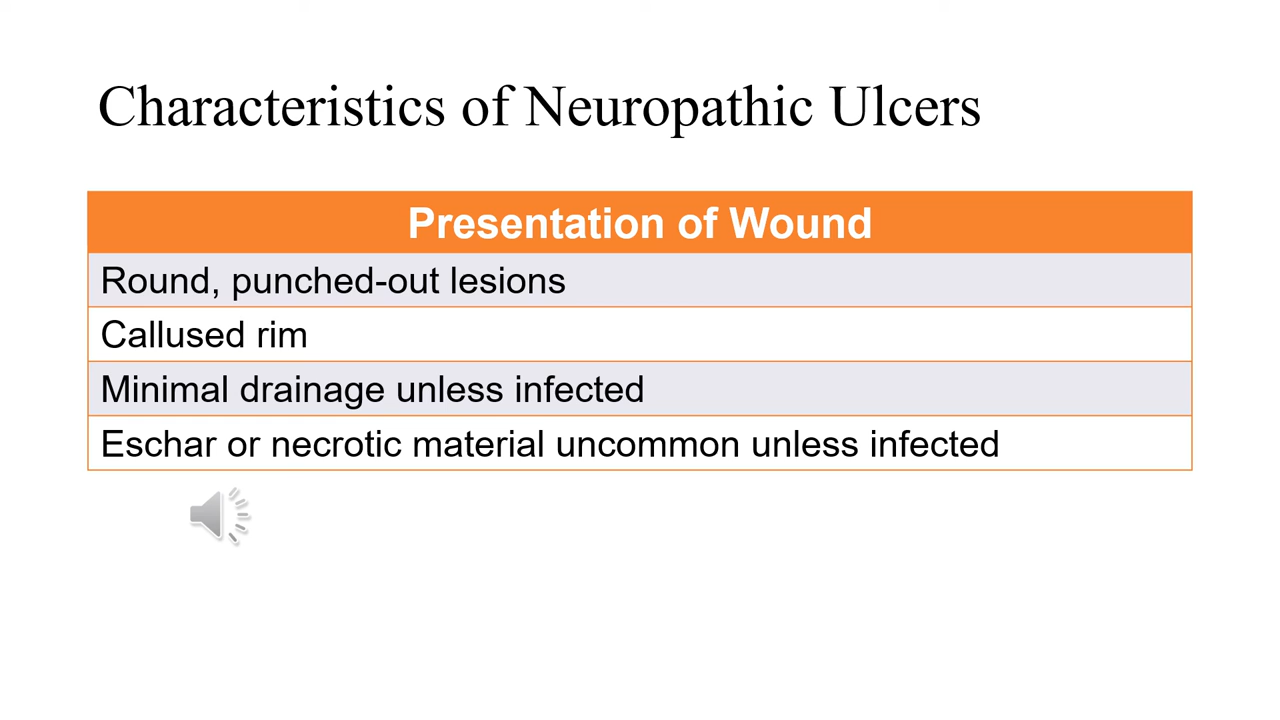 Characteristics of Neuropathic Ulcers
Presentation of Wound
Round, punched-out lesions
Callused rim
Minimal drainage unless infected
Eschar or necrotic material uncommon unless infected